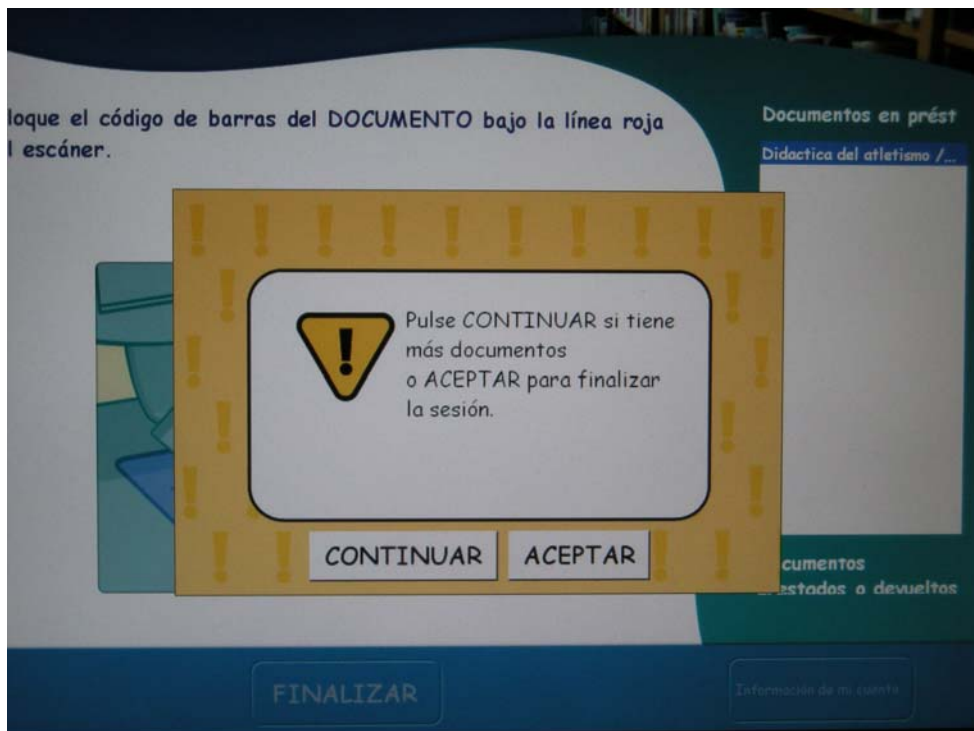 loque el código de barras del DOCUMENTO bajo la línea roja
l escáner.
Documentos en prést
Didactica del atletismo /...
Pulse CONTINUAR si tiene
más documentos
o ACEPTAR para finalizar
la sesión.
CONTINUAR
ACEPTAR
cumentos
estados o devueltos
FINALIZAR
Información de mi cuenta